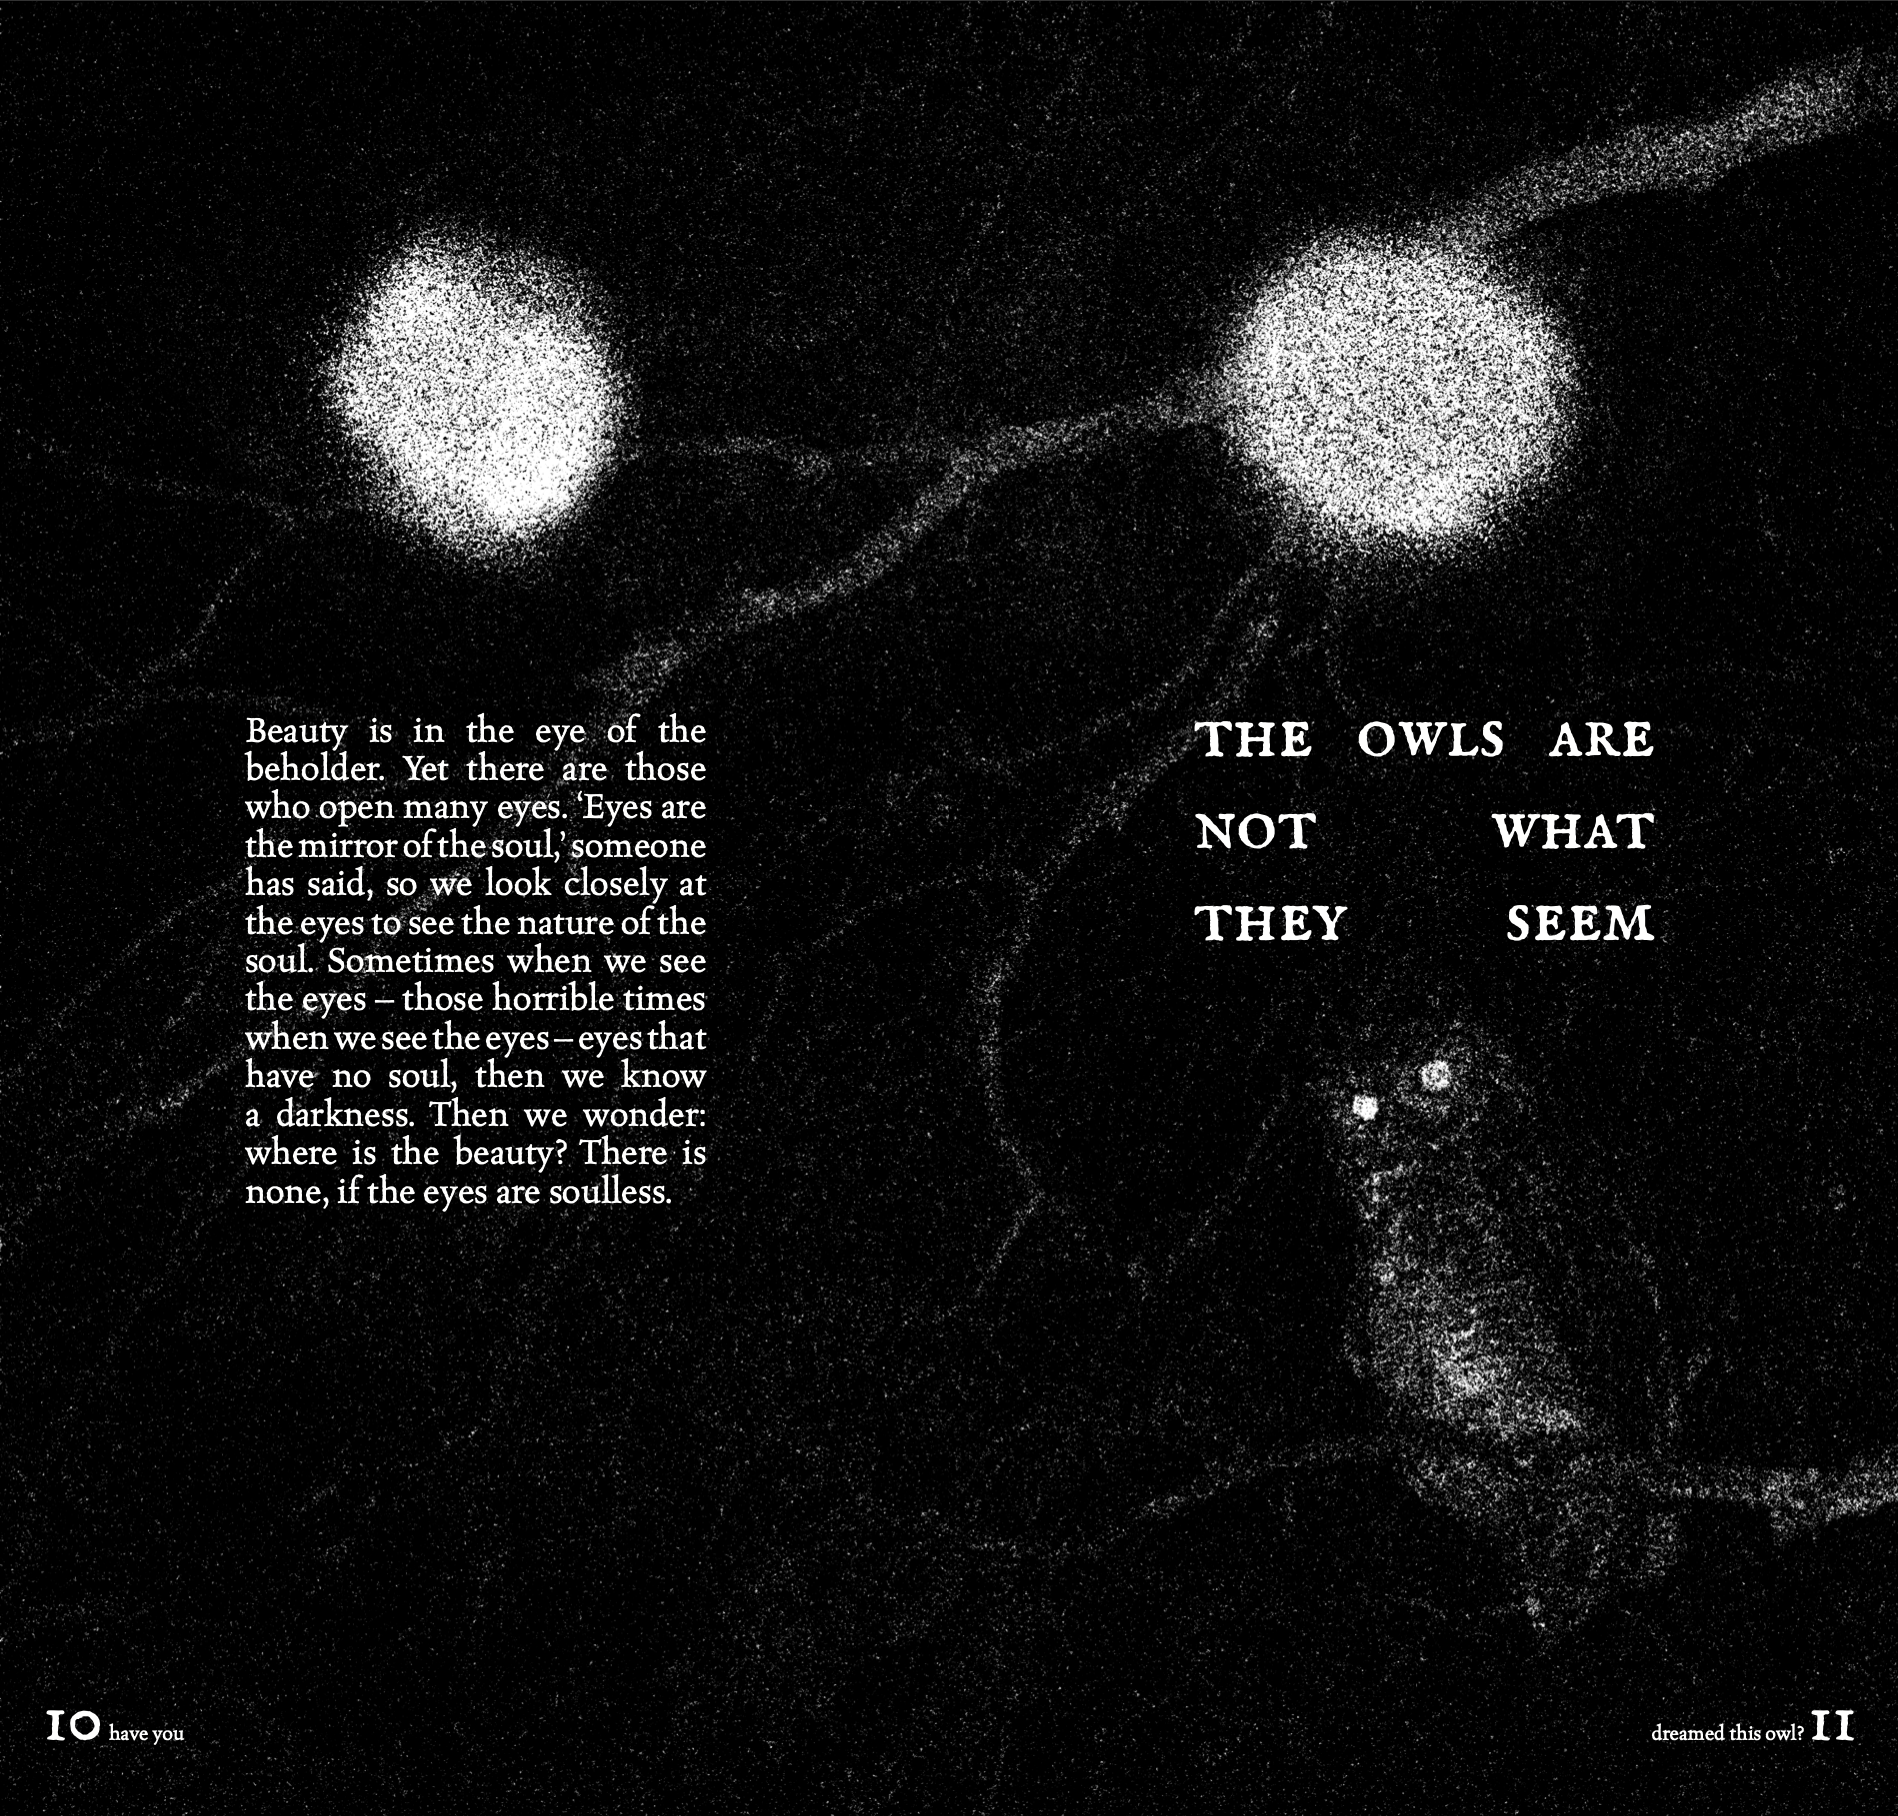 Beauty is in the eye of the
beholder. Yet there are those
who open many eyes. ‘Eyes are
the mirror of the soul,’ someone
has said, so we look closely at
the eyes to see the nature of the
soul. Sometimes when we see
the eyes – those horrible times
when we see the eyes – eyes that
have no soul, then we know
a darkness. Then we wonder:
where is the beauty? There is
none, if the eyes are soulless.
THE OWLS ARE
NOT WHAT
THEY SEEM
10 have you
dreamed this owl? 11